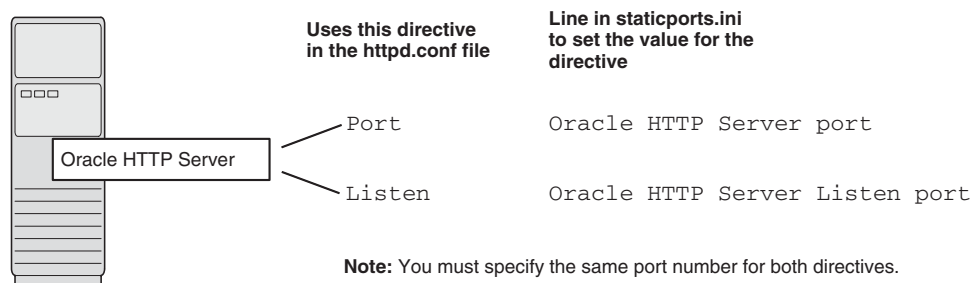 Uses this directive
in the httpd.conf file
Line in staticports.ini
to set the value for the
directive
Oracle HTTP Server
Port
Oracle HTTP Server port
Listen
Oracle HTTP Server Listen port
Note: You must specify the same port number for both directives.